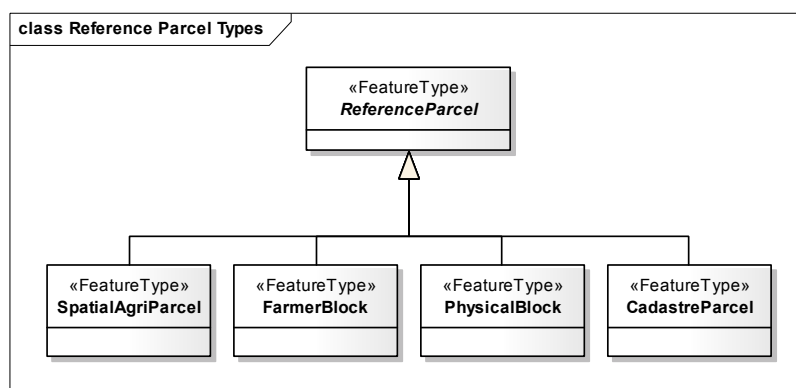 class Reference Parcel Types
«FeatureType»
ReferenceParcel
«FeatureType»
SpatialAgriParcel
«FeatureType»
FarmerBlock
«FeatureType»
PhysicalBlock
«FeatureType»
CadastreParcel